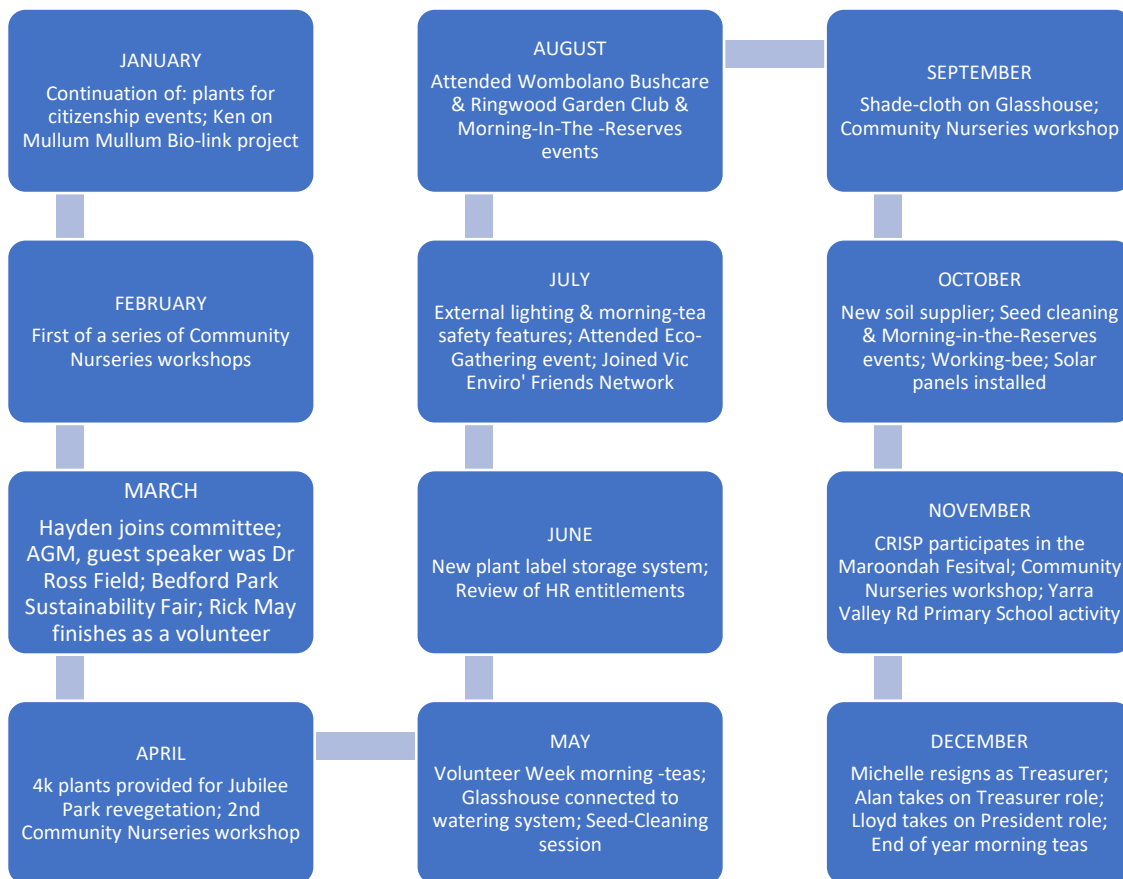 JANUARY
Continuation of: plants for
citizenship events; Ken on
Mullum Mullum Bio-link project
FEBRUARY
First of a series of Community
Nurseries workshops
MARCH
Hayden joins committee;
AGM, guest speaker was Dr
Ross Field; Bedford Park
Sustainability Fair; Rick May
finishes as a volunteer
APRIL
4k plants provided for Jubilee
Park revegetation; 2nd
Community Nurseries workshop
MAY
Volunteer Week morning -teas;
Glasshouse connected to
watering system; Seed-Cleaning
session
JUNE
New plant label storage system;
Review of HR entitlements
JULY
External lighting & morning-tea
safety features; Attended Eco-
Gathering event; Joined Vic
Enviro' Friends Network
AUGUST
Attended Wombolano Bushcare
& Ringwood Garden Club &
Morning-In-The -Reserves
events
SEPTEMBER
Shade-cloth on Glasshouse;
Community Nurseries workshop
OCTOBER
New soil supplier; Seed cleaning
& Morning-in-the-Reserves
events; Working-bee; Solar
panels installed
NOVEMBER
CRISP participates in the
Maroondah Fesitval; Community
Nurseries workshop; Yarra
Valley Rd Primary School activity
DECEMBER
Michelle resigns as Treasurer;
Alan takes on Treasurer role;
Lloyd takes on President role;
End of year morning teas